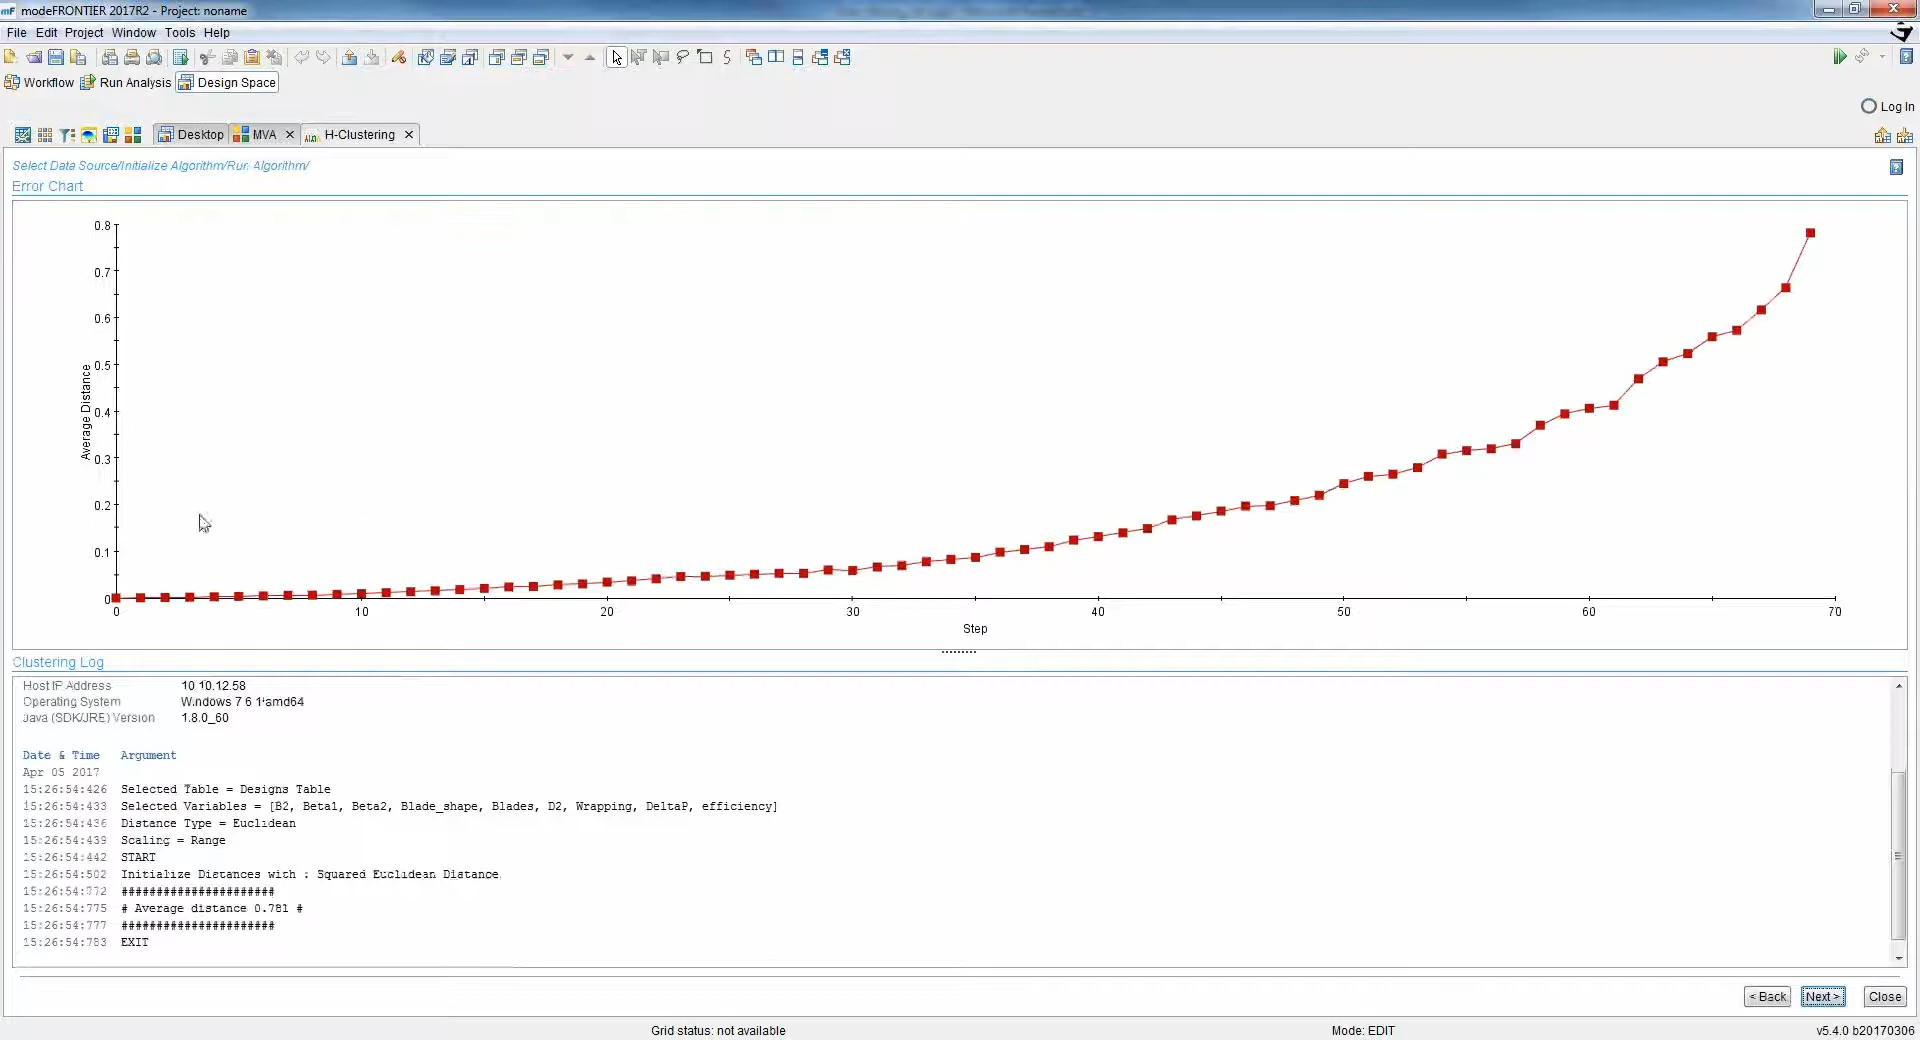 modeFRONTIER 2017R2 - Project: noname
File Edit Project Window Tools Help
Workflow Run Analysis Design Space
Log In
Desktop MVA H-Clustering
Select Data Source/Initialize Algorithm/Run Algorithm/
Error Chart
0.8
0.7
0.6
0.5
0.4
0.3
0.2
0.1
0
Average Distance
0 10 20 30 40 50 60 70
Step
Clustering Log
Host IP Address 10.10.12.58
Operating System Windows 7 6.1 amd64
Java (SDK/JRE) Version 1.8.0_60
Date & Time Argument
Apr 05 2017
15:26:54:426 Selected Table = Designs Table
15:26:54:433 Selected Variables = [B2, Beta1, Beta2, Blade_shape, Blades, D2, Wrapping, DeltaP, efficiency]
15:26:54:436 Distance Type = Euclidean
15:26:54:439 Scaling = Range
15:26:54:442 START
15:26:54:502 Initialize Distances with : Squared Euclidean Distance
15:26:54:772 ######################
15:26:54:775 # Average distance 0.781 #
15:26:54:777 ######################
15:26:54:783 EXIT
< Back Next > Close
Grid status: not available
Mode: EDIT
v5.4.0 b20170306